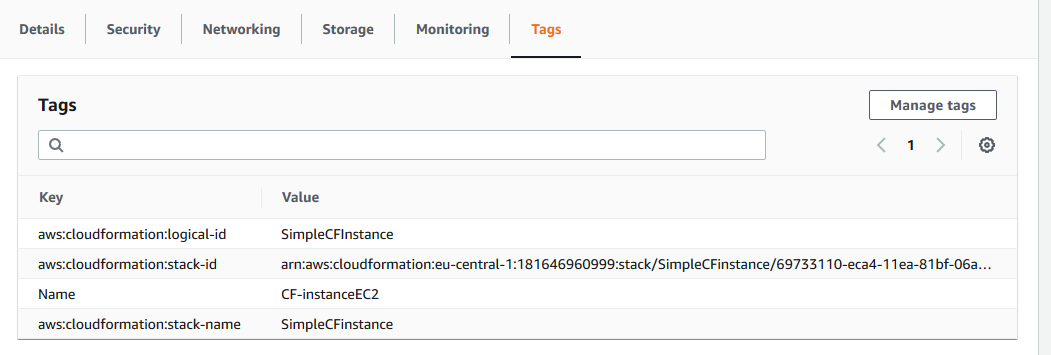 Details Security Networking Storage Monitoring Tags
Tags Manage tags
1
Key Value
aws:cloudformation:logical-id SimpleCFInstance
aws:cloudformation:stack-id arn:aws:cloudformation:eu-central-1:181646960999:stack/SimpleCFinstance/69733110-eca4-11ea-81bf-06a...
Name CF-instanceEC2
aws:cloudformation:stack-name SimpleCFinstance